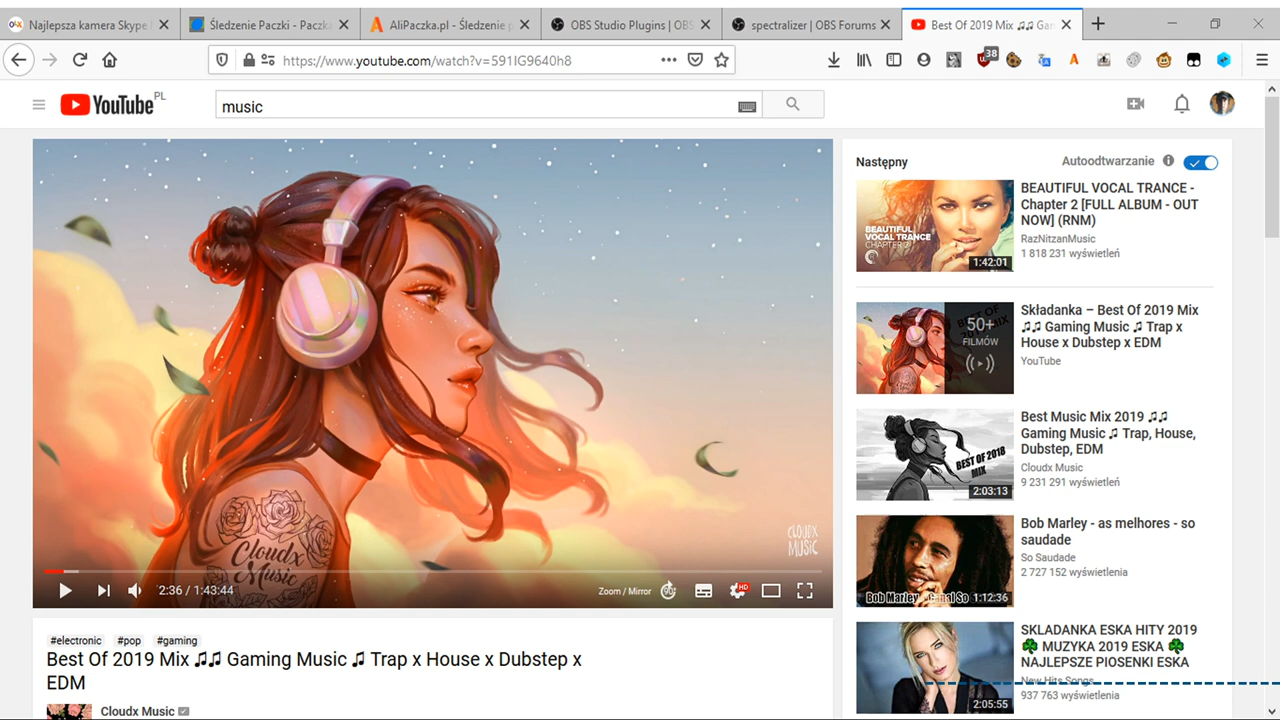 Najlepsza kamera Skype
Śledzenie Paczki - Paczka
AliPaczka.pl - Śledzenie p
OBS Studio Plugins | OBS
spectralizer | OBS Forums
Best Of 2019 Mix ♫♫ Ga
https://www.youtube.com/watch?v=591IG9640h8
38
YouTube PL
music
Następny
Autoodtwarzanie
BEAUTIFUL VOCAL TRANCE -
Chapter 2 [FULL ALBUM - OUT
NOW] (RNM)
RazNitzanMusic
1 818 231 wyświetleń
BEAUTIFUL
VOCAL TRANCE
CHAPTER 2
1:42:01
Składanka – Best Of 2019 Mix
♫♫ Gaming Music ♫ Trap x
House x Dubstep x EDM
YouTube
50+
FILMÓW
Best Music Mix 2019 ♫♫
Gaming Music ♫ Trap, House,
Dubstep, EDM
Cloudx Music
9 231 291 wyświetleń
BEST OF 2018
MIX
2:03:13
Bob Marley - as melhores - so
saudade
So Saudade
2 727 152 wyświetlenia
1:12:36
SKLADANKA ESKA HITY 2019
🍀 MUZYKA 2019 ESKA 🍀
NAJLEPSZE PIOSENKI ESKA
New Hits Songs
937 763 wyświetlenia
2:05:55
Cloudx
Music
CLOUDX
MUSIC
2:36 / 1:43:44
Zoom / Mirror
90
HD
#electronic #pop #gaming
Best Of 2019 Mix ♫♫ Gaming Music ♫ Trap x House x Dubstep x
EDM
Cloudx Music